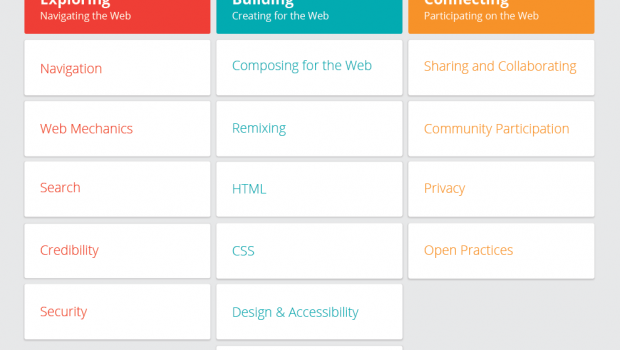 Exploring
Navigating the Web
Navigation
Web Mechanics
Search
Credibility
Security
Building
Creating for the Web
Composing for the Web
Remixing
HTML
CSS
Design & Accessibility
Connecting
Participating on the Web
Sharing and Collaborating
Community Participation
Privacy
Open Practices